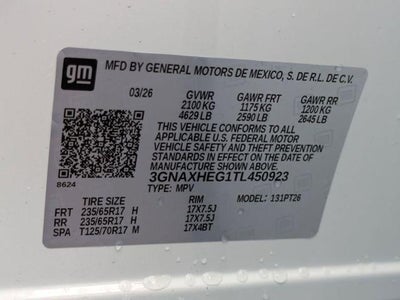 gm MFD BY GENERAL MOTORS DE MEXICO, S. DE R.L. DE C.V.
03/26 GVWR GAWR FRT GAWR RR
2100 KG 1175 KG 1200 KG
4629 LB 2590 LB 2645 LB
THIS VEHICLE CONFORMS TO ALL
APPLICABLE U.S. FEDERAL MOTOR
VEHICLE SAFETY, BUMPER, AND THEFT
PREVENTION STANDARDS IN EFFECT ON THE
DATE OF MANUFACTURE SHOWN ABOVE.
3GNAXHEG1TL450923
8624 TYPE: MPV 131PT26
TIRE SIZE RIM
FRT 235/65R17 H 17X7.5J
RR 235/65R17 H 17X7.5J
SPA T125/70R17 M 17X4BT